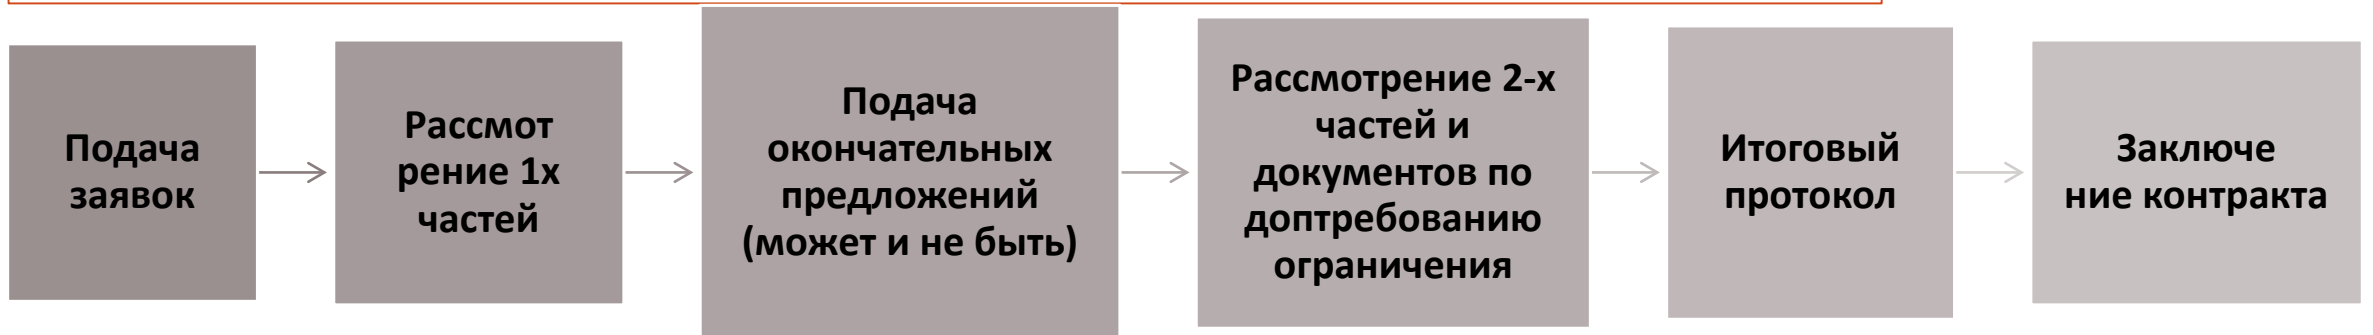 Подача
заявок
Рассмот
рение 1х
частей
Подача
окончательных
предложений
(может и не быть)
Рассмотрение 2-х
частей и
документов по
доптребованию
ограничения
Итоговый
протокол
Заключе
ние контракта